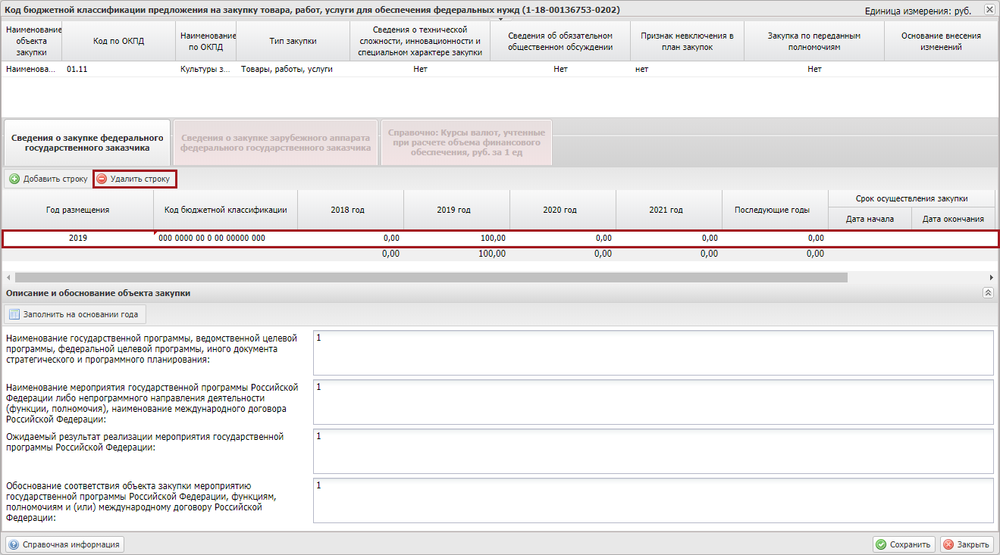 Код бюджетной классификации предложения на закупку товара, работ, услуги для обеспечения федеральных нужд (1-18-00136753-0202)
Единица измерения: руб.
Наименование
объекта
закупки
Код по ОКПД
Наименование
по ОКПД
Тип закупки
Сведения о технической
сложности, инновационности и
специальном характере закупки
Сведения об обязательном
общественном обсуждении
Признак невключения в
план закупок
Закупка по переданным
полномочиям
Основание внесения
изменений
Наименова... 01.11 Культуры з... Товары, работы, услуги Нет Нет нет Нет
Сведения о закупке федерального
государственного заказчика
Сведения о закупке зарубежного аппарата
федерального государственного заказчика
Справочно: Курсы валют, учтенные
при расчете объема финансового
обеспечения, руб. за 1 ед
Добавить строку Удалить строку
Год размещения Код бюджетной классификации 2018 год 2019 год 2020 год 2021 год Последующие годы
Срок осуществления закупки
Дата начала Дата окончания
2019 000 0000 00 0 00 00000 000 0,00 100,00 0,00 0,00 0,00
0,00 100,00 0,00 0,00 0,00
Описание и обоснование объекта закупки
Заполнить на основании года
Наименование государственной программы, ведомственной целевой
программы, федеральной целевой программы, иного документа
стратегического и программного планирования:
1
Наименование мероприятия государственной программы Российской
Федерации либо непрограммного направления деятельности
(функции, полномочия), наименование международного договора
Российской Федерации:
1
Ожидаемый результат реализации мероприятия государственной
программы Российской Федерации:
1
Обоснование соответствия объекта закупки мероприятию
государственной программы Российской Федерации, функциям,
полномочиям и (или) международному договору Российской
Федерации:
1
Справочная информация
Сохранить Закрыть